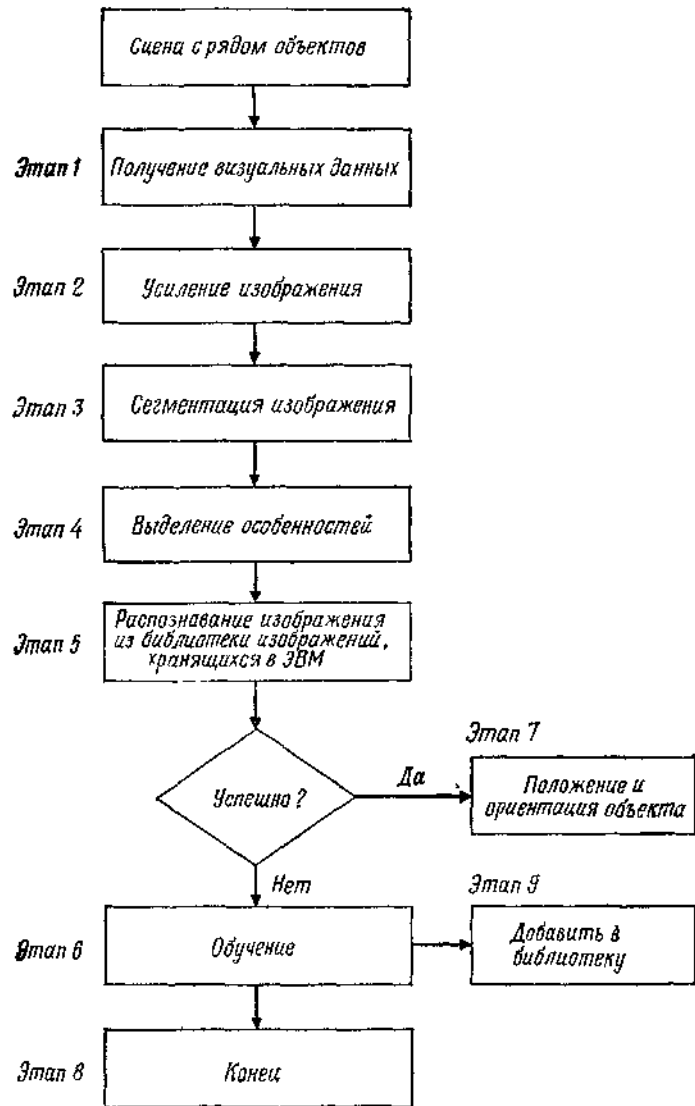 Сцена с рядом объектов
Этап 1
Получение визуальных данных
Этап 2
Усиление изображения
Этап 3
Сегментация изображения
Этап 4
Выделение особенностей
Этап 5
Распознавание изображения
из библиотеки изображений,
хранящихся в ЭВМ
Успешно?
Да
Этап 7
Положение и
ориентация объекта
Нет
Этап 6
Обучение
Этап 9
Добавить в
библиотеку
Этап 8
Конец